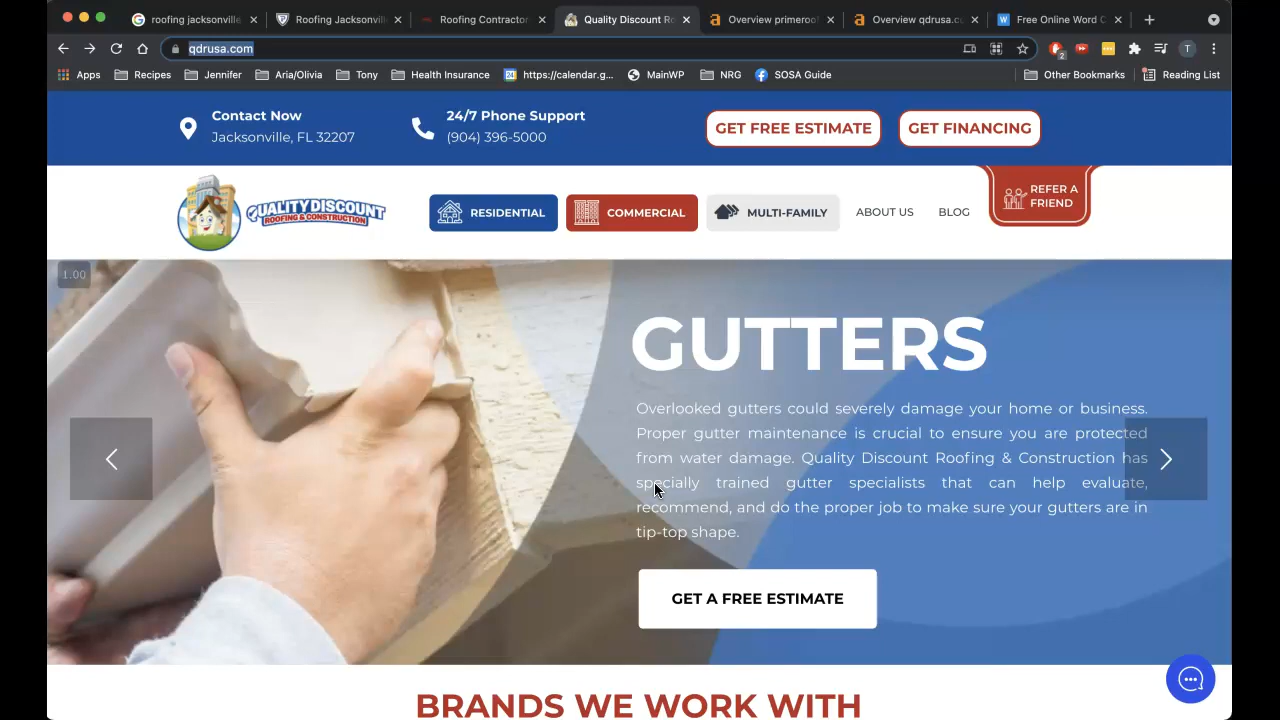 roofing jacksonville
Roofing Jacksonvill
Roofing Contractor
Quality Discount Ro
Overview primeroof
Overview qdrusa.c
Free Online Word C
qdrusa.com
2
T
Apps
Recipes
Jennifer
Aria/Olivia
Tony
Health Insurance
https://calendar.g...
MainWP
NRG
SOSA Guide
Other Bookmarks
Reading List
Contact Now
Jacksonville, FL 32207
24/7 Phone Support
(904) 396-5000
GET FREE ESTIMATE
GET FINANCING
QUALITY DISCOUNT
ROOFING & CONSTRUCTION
RESIDENTIAL
COMMERCIAL
MULTI-FAMILY
ABOUT US
BLOG
REFER A
FRIEND
1.00
GUTTERS
Overlooked gutters could severely damage your home or business.
Proper gutter maintenance is crucial to ensure you are protected
from water damage. Quality Discount Roofing & Construction has
specially trained gutter specialists that can help evaluate,
recommend, and do the proper job to make sure your gutters are in
tip-top shape.
GET A FREE ESTIMATE
BRANDS WE WORK WITH